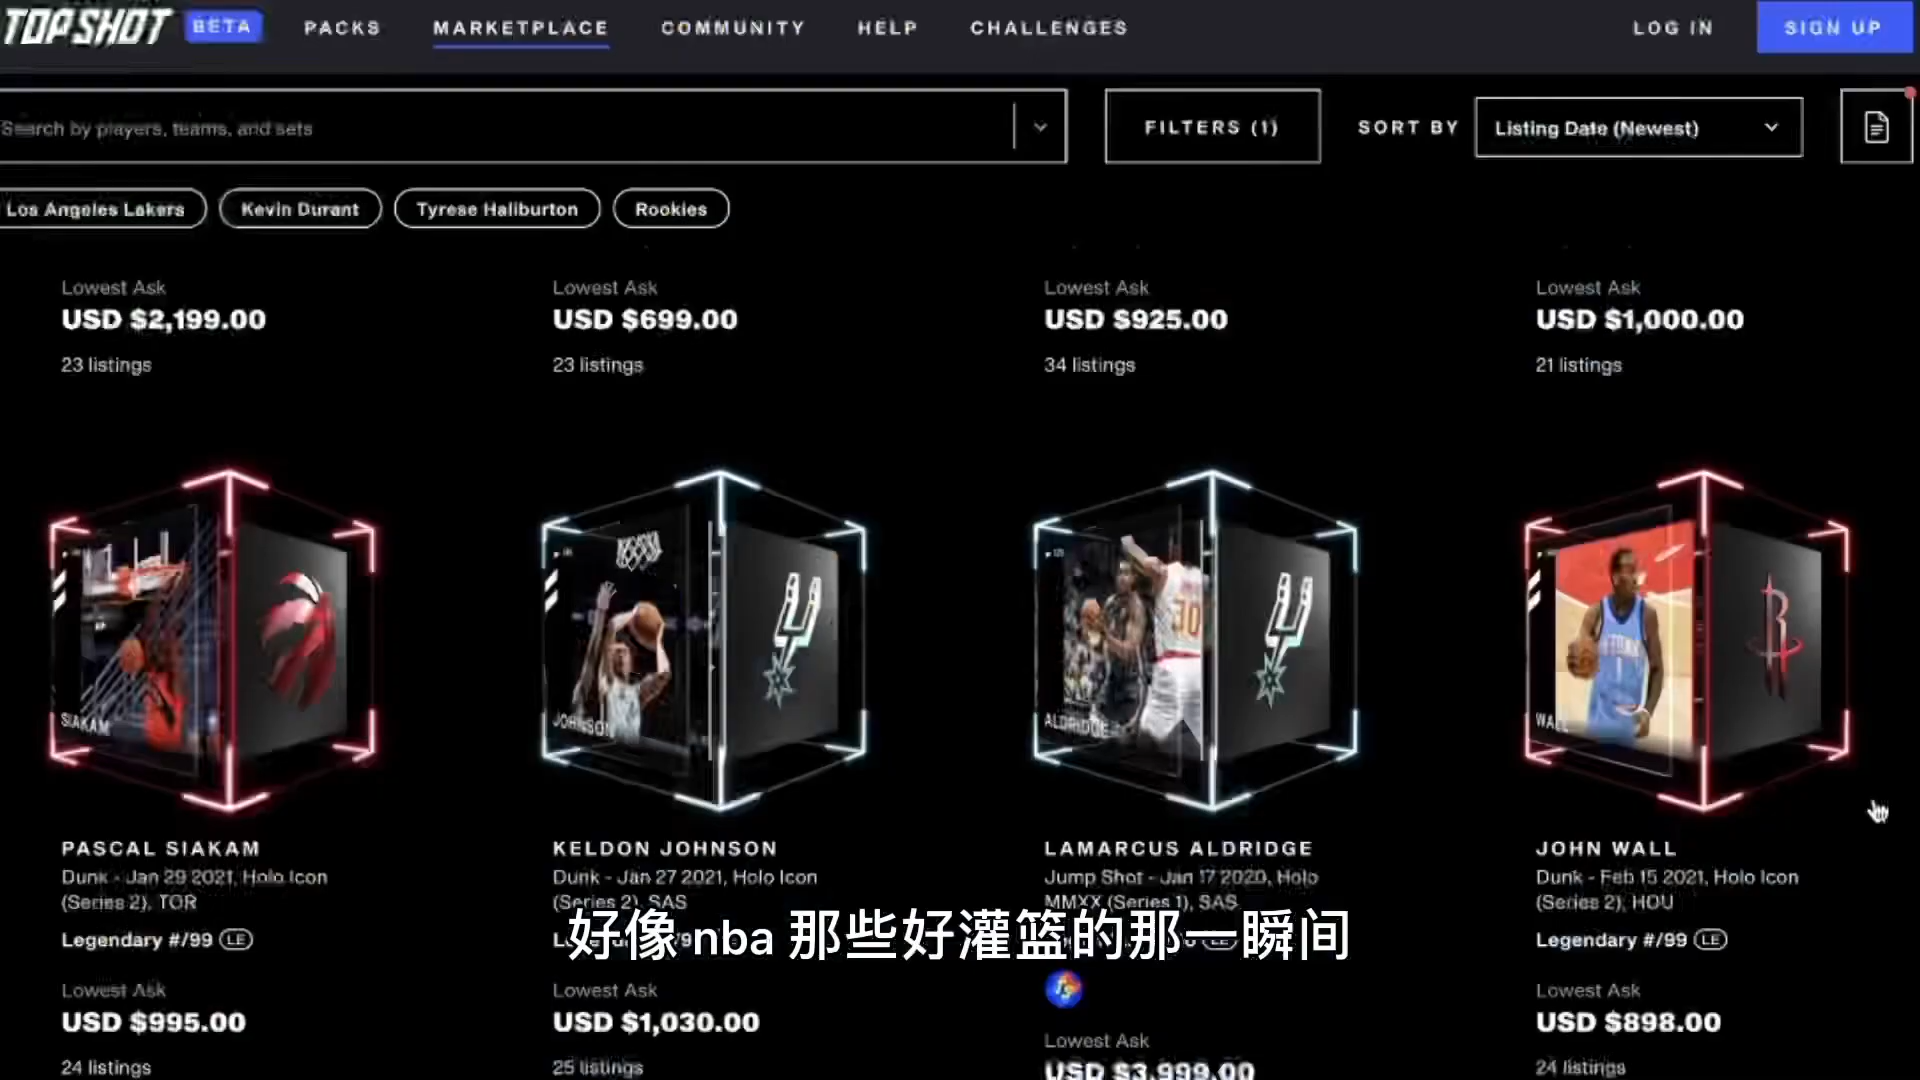 TOPSHOT BETA PACKS MARKETPLACE COMMUNITY HELP CHALLENGES LOG IN SIGN UP
Search by players, teams, and sets FILTERS (1) SORT BY Listing Date (Newest)
Los Angeles Lakers Kevin Durant Tyrese Haliburton Rookies
Lowest Ask Lowest Ask Lowest Ask Lowest Ask
USD $2,199.00 USD $699.00 USD $925.00 USD $1,000.00
23 listings 23 listings 34 listings 21 listings
SIAKAM JOHNSON ALDRIDGE WALL
PASCAL SIAKAM KELDON JOHNSON LAMARCUS ALDRIDGE JOHN WALL
Dunk - Jan 29 2021, Holo Icon Dunk - Jan 27 2021, Holo Icon Jump Shot - Jan 17 2020, Holo Dunk - Feb 15 2021, Holo Icon
(Series 2), TOR (Series 2), SAS MMXX (Series 1), SAS (Series 2), HOU
Legendary #/99 LE LE Legendary #/99 LE
好像 nba 那些好灌篮的那一瞬间
Lowest Ask Lowest Ask Lowest Ask
USD $995.00 USD $1,030.00 USD $898.00
Lowest Ask
24 listings 25 listings USD $3,999.00 24 listings